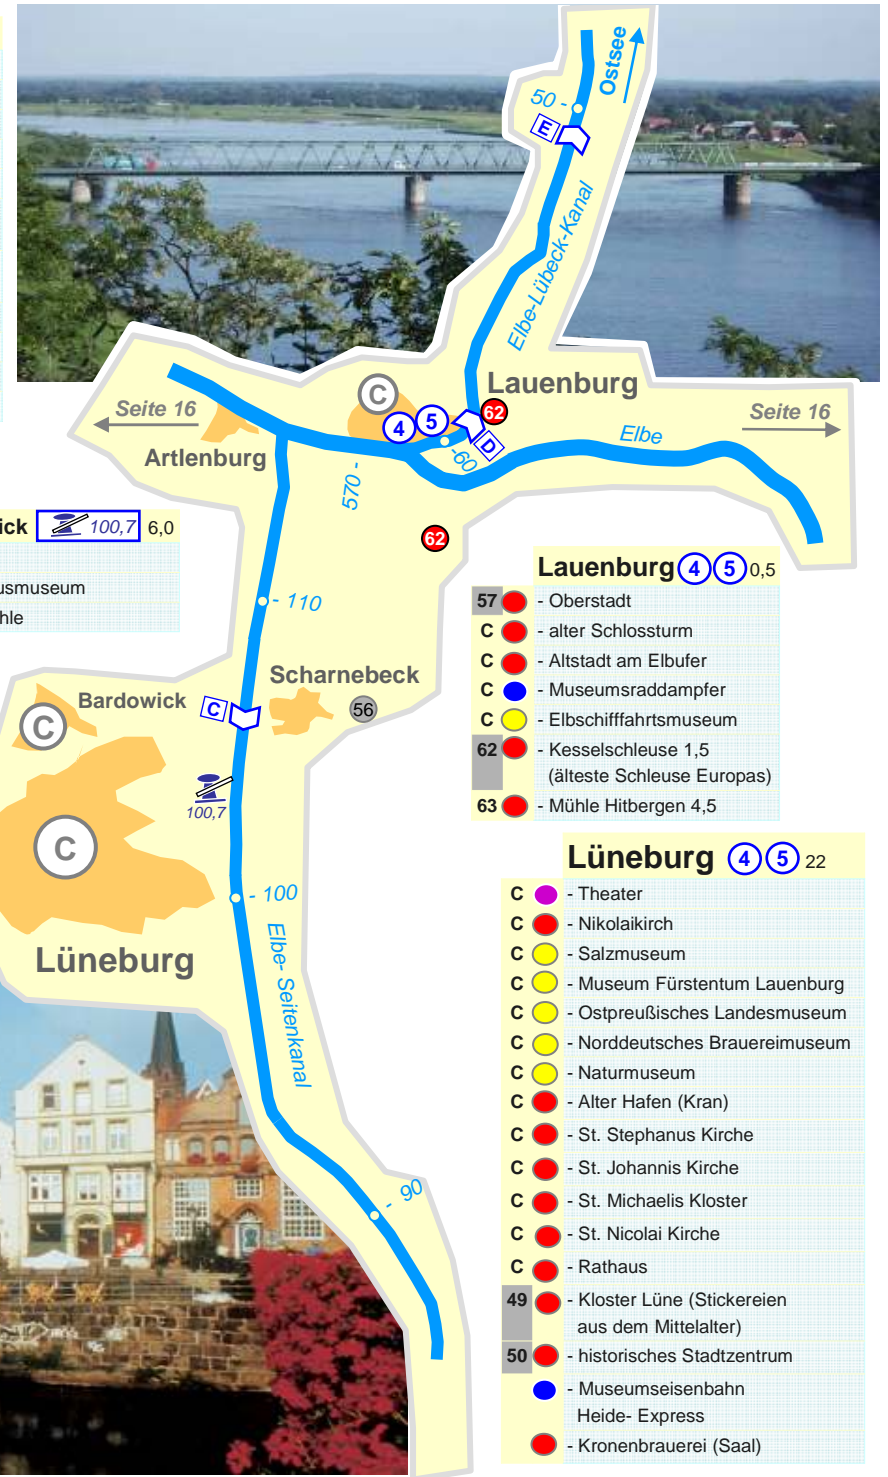 Ostsee
50 -
E
Elbe-Lübeck-Kanal
Lauenburg
C
4 5
62
D
Seite 16
Seite 16
Artlenburg
Elbe
570 -
- 60
62
100,7 6,0
- 110
Scharnebeck
Bardowick
C
C
56
100,7
C
- 100
Lüneburg
Elbe- Seitenkanal
- 90
Lauenburg 4 5 0,5
57 - Oberstadt
C - alter Schlossturm
C - Altstadt am Elbufer
C - Museumsraddampfer
C - Elbschifffahrtsmuseum
62 - Kesselschleuse 1,5
(älteste Schleuse Europas)
63 - Mühle Hitbergen 4,5
Lüneburg 4 5 22
C - Theater
C - Nikolaikirch
C - Salzmuseum
C - Museum Fürstentum Lauenburg
C - Ostpreußisches Landesmuseum
C - Norddeutsches Brauereimuseum
C - Naturmuseum
C - Alter Hafen (Kran)
C - St. Stephanus Kirche
C - St. Johannis Kirche
C - St. Michaelis Kloster
C - St. Nicolai Kirche
C - Rathaus
49 - Kloster Lüne (Stickereien
aus dem Mittelalter)
50 - historisches Stadtzentrum
- Museumseisenbahn
Heide- Express
- Kronenbrauerei (Saal)